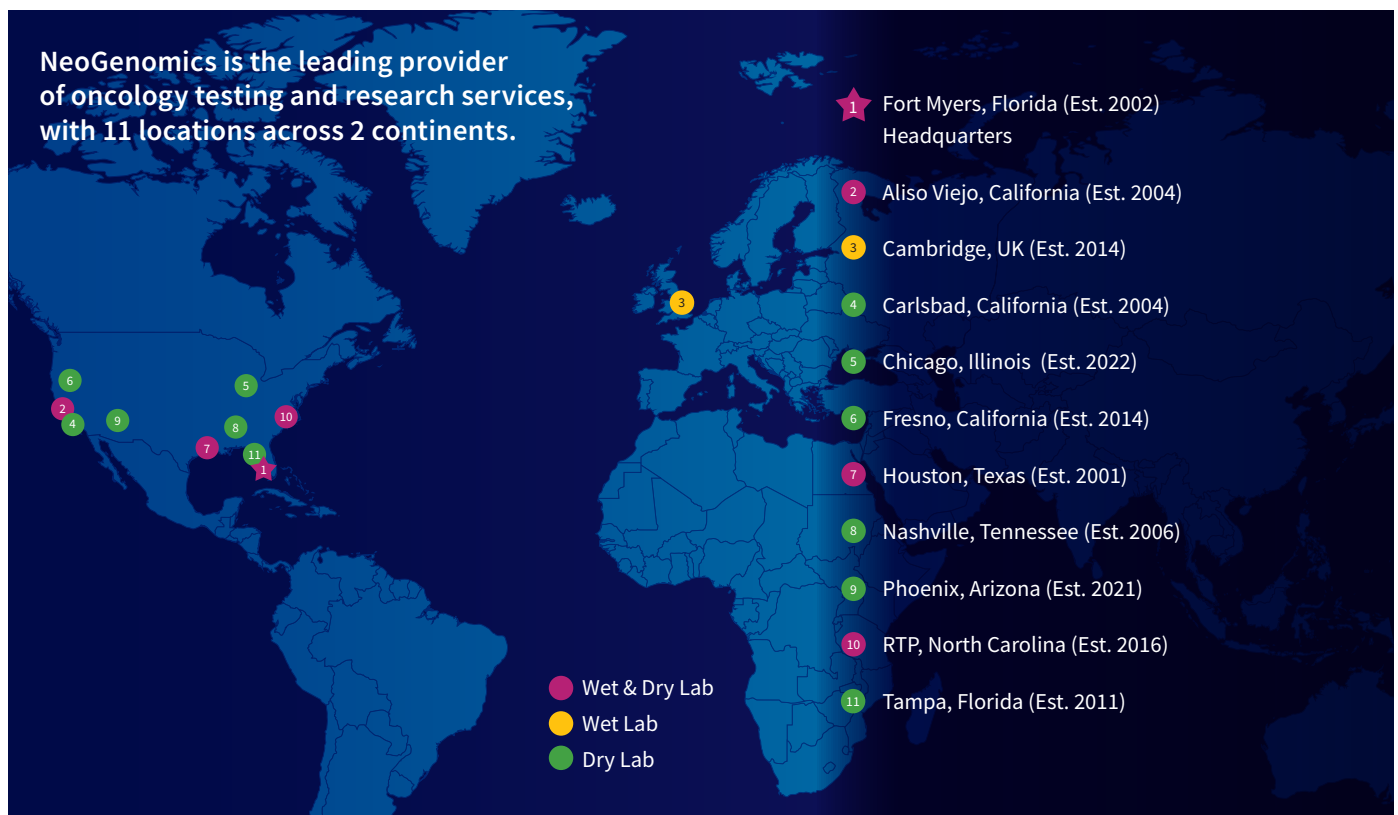 NeoGenomics is the leading provider
of oncology testing and research services,
with 11 locations across 2 continents.
1 Fort Myers, Florida (Est. 2002)
Headquarters
2 Aliso Viejo, California (Est. 2004)
3 Cambridge, UK (Est. 2014)
4 Carlsbad, California (Est. 2004)
5 Chicago, Illinois (Est. 2022)
6 Fresno, California (Est. 2014)
7 Houston, Texas (Est. 2001)
8 Nashville, Tennessee (Est. 2006)
9 Phoenix, Arizona (Est. 2021)
10 RTP, North Carolina (Est. 2016)
11 Tampa, Florida (Est. 2011)
3
6
5
2
10
4
9
8
7
11
1
Wet & Dry Lab
Wet Lab
Dry Lab